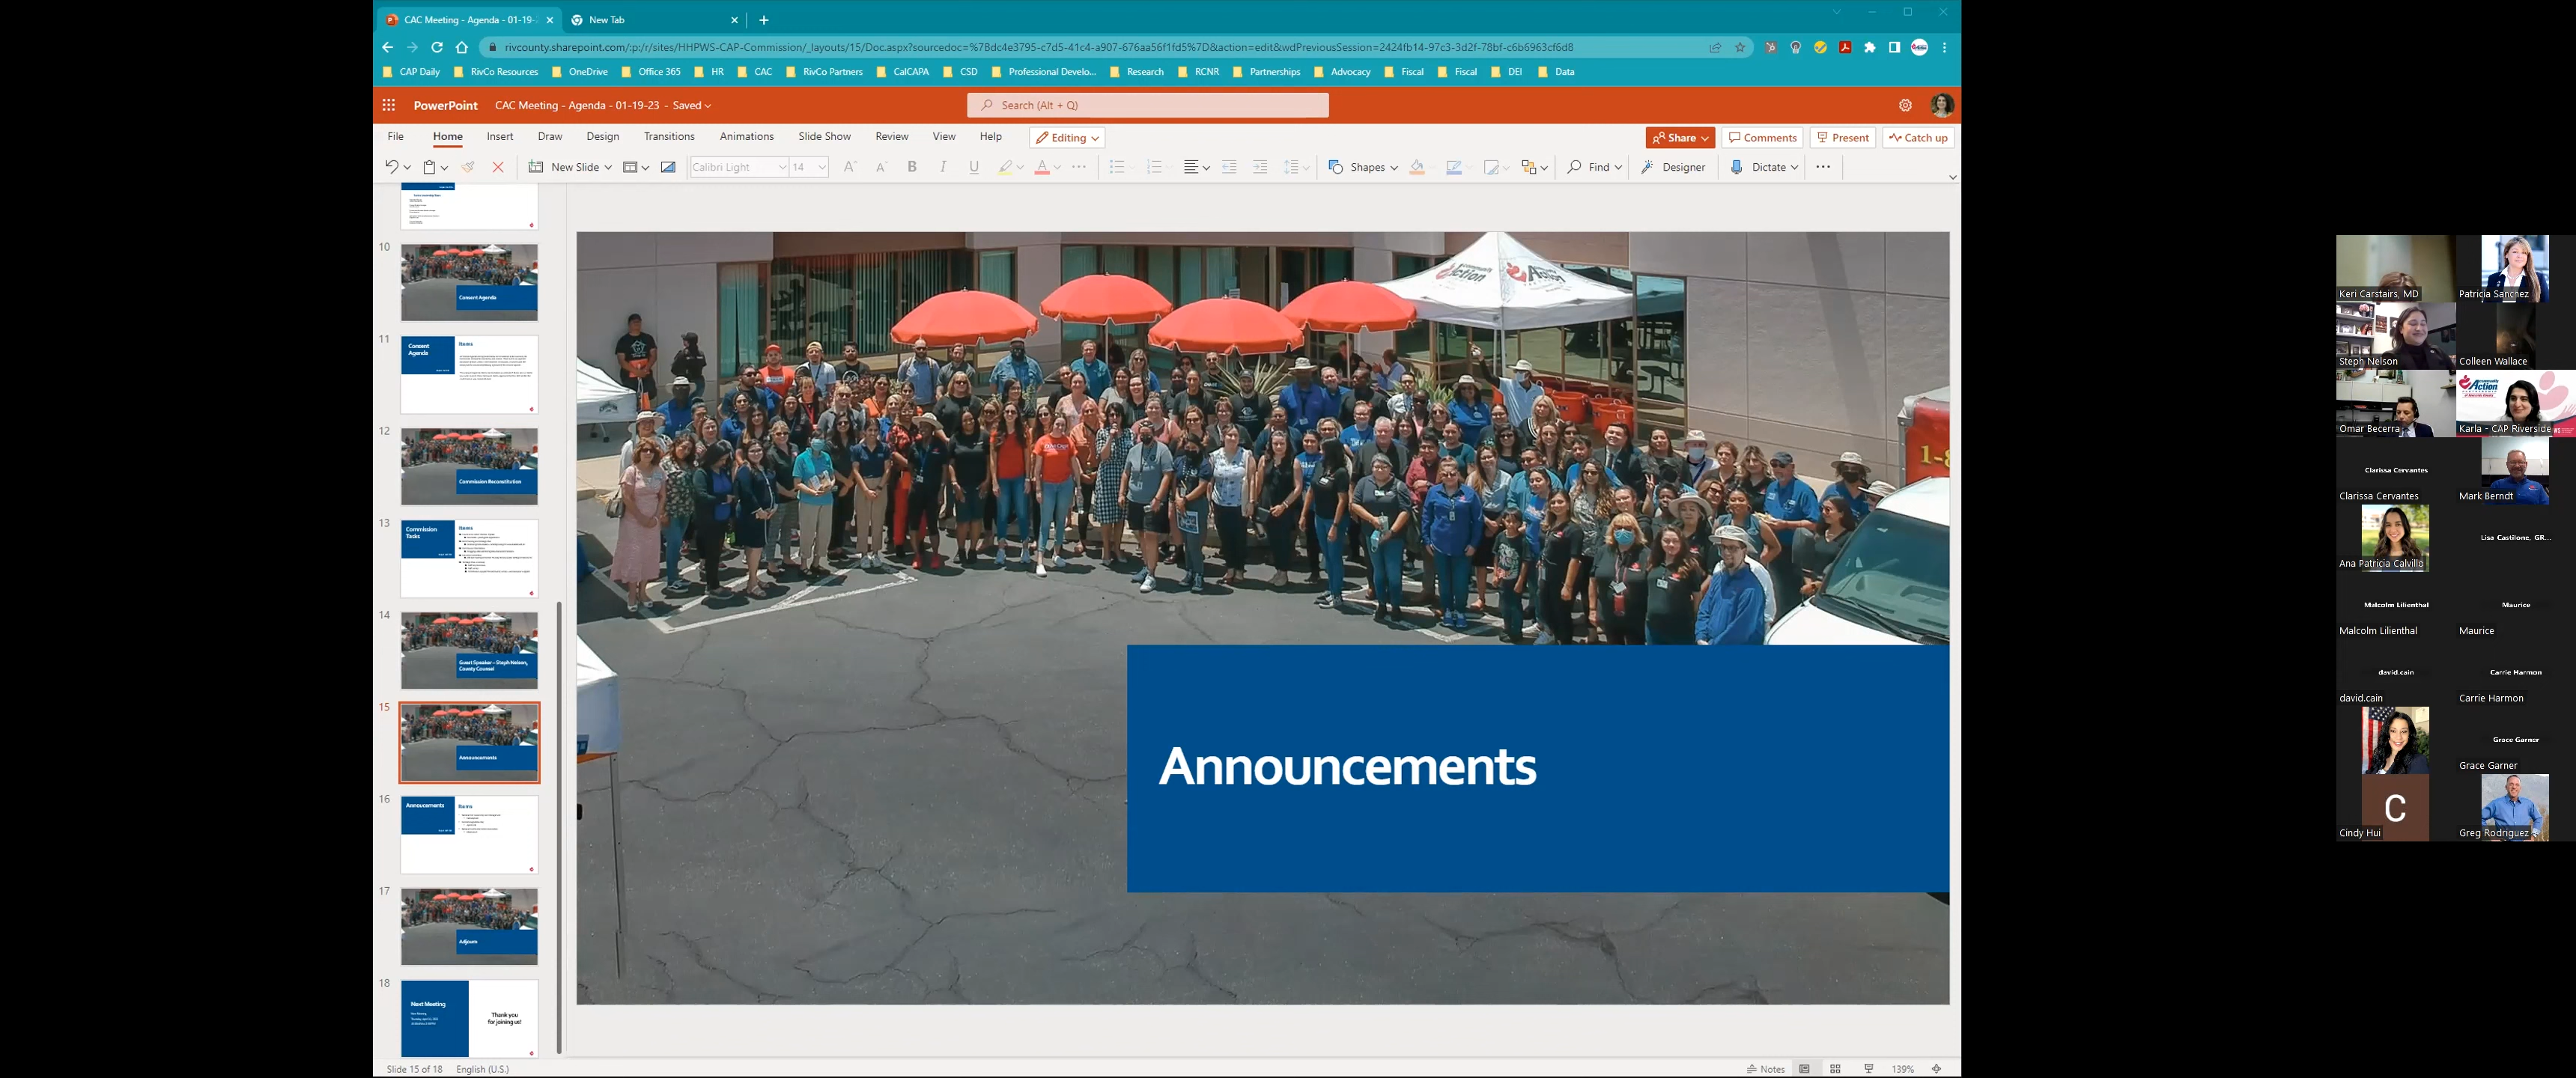 CAC Meeting - Agenda - 01-19-
New Tab
rivcounty.sharepoint.com/:p:/r/sites/HHPWS-CAP-Commission/_layouts/15/Doc.aspx?sourcedoc=%78dc4e3795-c7d5-41c4-a907-676aa56f1fd5%7D&action=edit&wdPreviousSession=2424fb14-97c3-3d2f-78bf-c6b6963cf6d8
CAP Daily RivCo Resources OneDrive Office 365 HR CAC RivCo Partners CalCAPA CSD Professional Develo... Research RCNR Partnerships Advocacy Fiscal Fiscal DEI Data
PowerPoint CAC Meeting - Agenda - 01-19-23 - Saved
Search (Alt + Q)
File Home Insert Draw Design Transitions Animations Slide Show Review View Help Editing
Share Comments Present Catch up
New Slide Calibri Light 14 B I U A Shapes Find Designer Dictate
10
Consent Agenda
11
Consent
Agenda
Items
12
Commission Reconstitution
13
Commission
Tasks
Items
14
Guest Speaker – Steph Nelson,
County Counsel
15
Announcements
16
Announcements
Items
17
Adjourn
18
Next Meeting
Thank you
for joining us!
Action
Announcements
Keri Carstairs, MD
Patricia Sanchez
Steph Nelson
Colleen Wallace
Action
Omar Becerra
Karla - CAP Riverside
Clarissa Cervantes
Clarissa Cervantes
Mark Berndt
Ana Patricia Calvillo
Lisa Castilone, GR...
Malcolm Lilienthal
Malcolm Lilienthal
Maurice
Maurice
david.cain
david.cain
Carrie Harmon
Carrie Harmon
Grace Garner
Grace Garner
C
Cindy Hui
Greg Rodriguez
Slide 15 of 18 English (U.S.)
Notes 139%